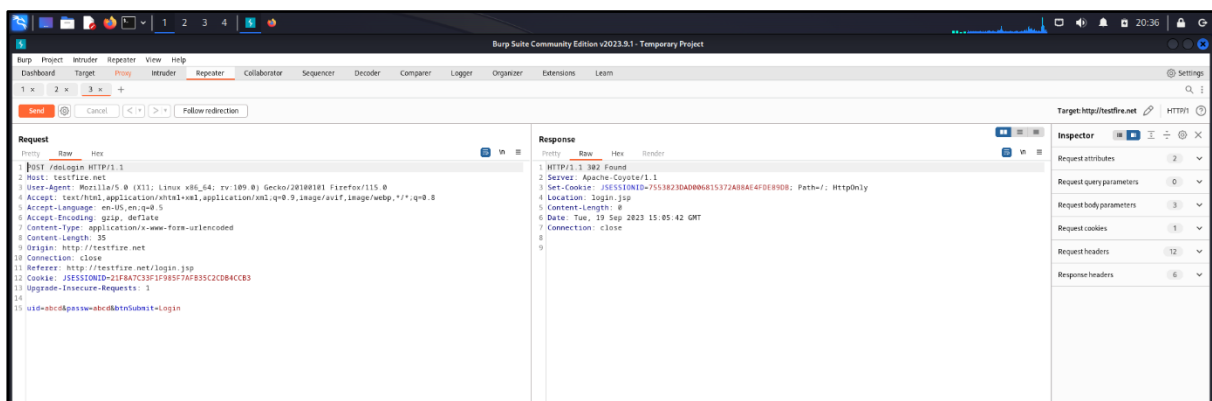 1 2 3 4
20:36
Burp Suite Community Edition v2023.9.1 - Temporary Project
Burp Project Intruder Repeater View Help
Dashboard Target Proxy Intruder Repeater Collaborator Sequencer Decoder Comparer Logger Organizer Extensions Learn
Settings
1 × 2 × 3 × +
Send Cancel < > Follow redirection
Target: http://testfire.net HTTP/1
Request
Pretty Raw Hex
\n
1 POST /doLogin HTTP/1.1
2 Host: testfire.net
3 User-Agent: Mozilla/5.0 (X11; Linux x86_64; rv:109.0) Gecko/20100101 Firefox/115.0
4 Accept: text/html,application/xhtml+xml,application/xml;q=0.9,image/avif,image/webp,*/*;q=0.8
5 Accept-Language: en-US,en;q=0.5
6 Accept-Encoding: gzip, deflate
7 Content-Type: application/x-www-form-urlencoded
8 Content-Length: 35
9 Origin: http://testfire.net
10 Connection: close
11 Referer: http://testfire.net/login.jsp
12 Cookie: JSESSIONID=21F8A7C33F1F985F7AFB35C2CDB4CCB3
13 Upgrade-Insecure-Requests: 1
14
15 uid=abcd&passw=abcd&btnSubmit=Login
Response
Pretty Raw Hex Render
\n
1 HTTP/1.1 302 Found
2 Server: Apache-Coyote/1.1
3 Set-Cookie: JSESSIONID=7553823DAD006815372AB8AE4FDE89DB; Path=/; HttpOnly
4 Location: login.jsp
5 Content-Length: 0
6 Date: Tue, 19 Sep 2023 15:05:42 GMT
7 Connection: close
8
9
Inspector
Request attributes 2
Request query parameters 0
Request body parameters 3
Request cookies 1
Request headers 12
Response headers 6